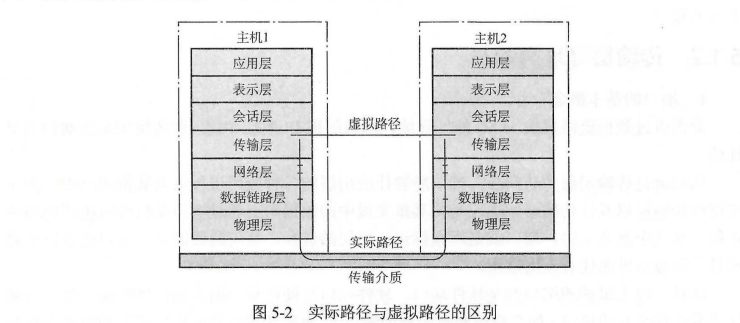 主机1 主机2
应用层 应用层
表示层 表示层
会话层 会话层
虚拟路径
传输层 传输层
网络层 网络层
数据链路层 数据链路层
物理层 物理层
实际路径
传输介质
图 5-2 实际路径与虚拟路径的区别